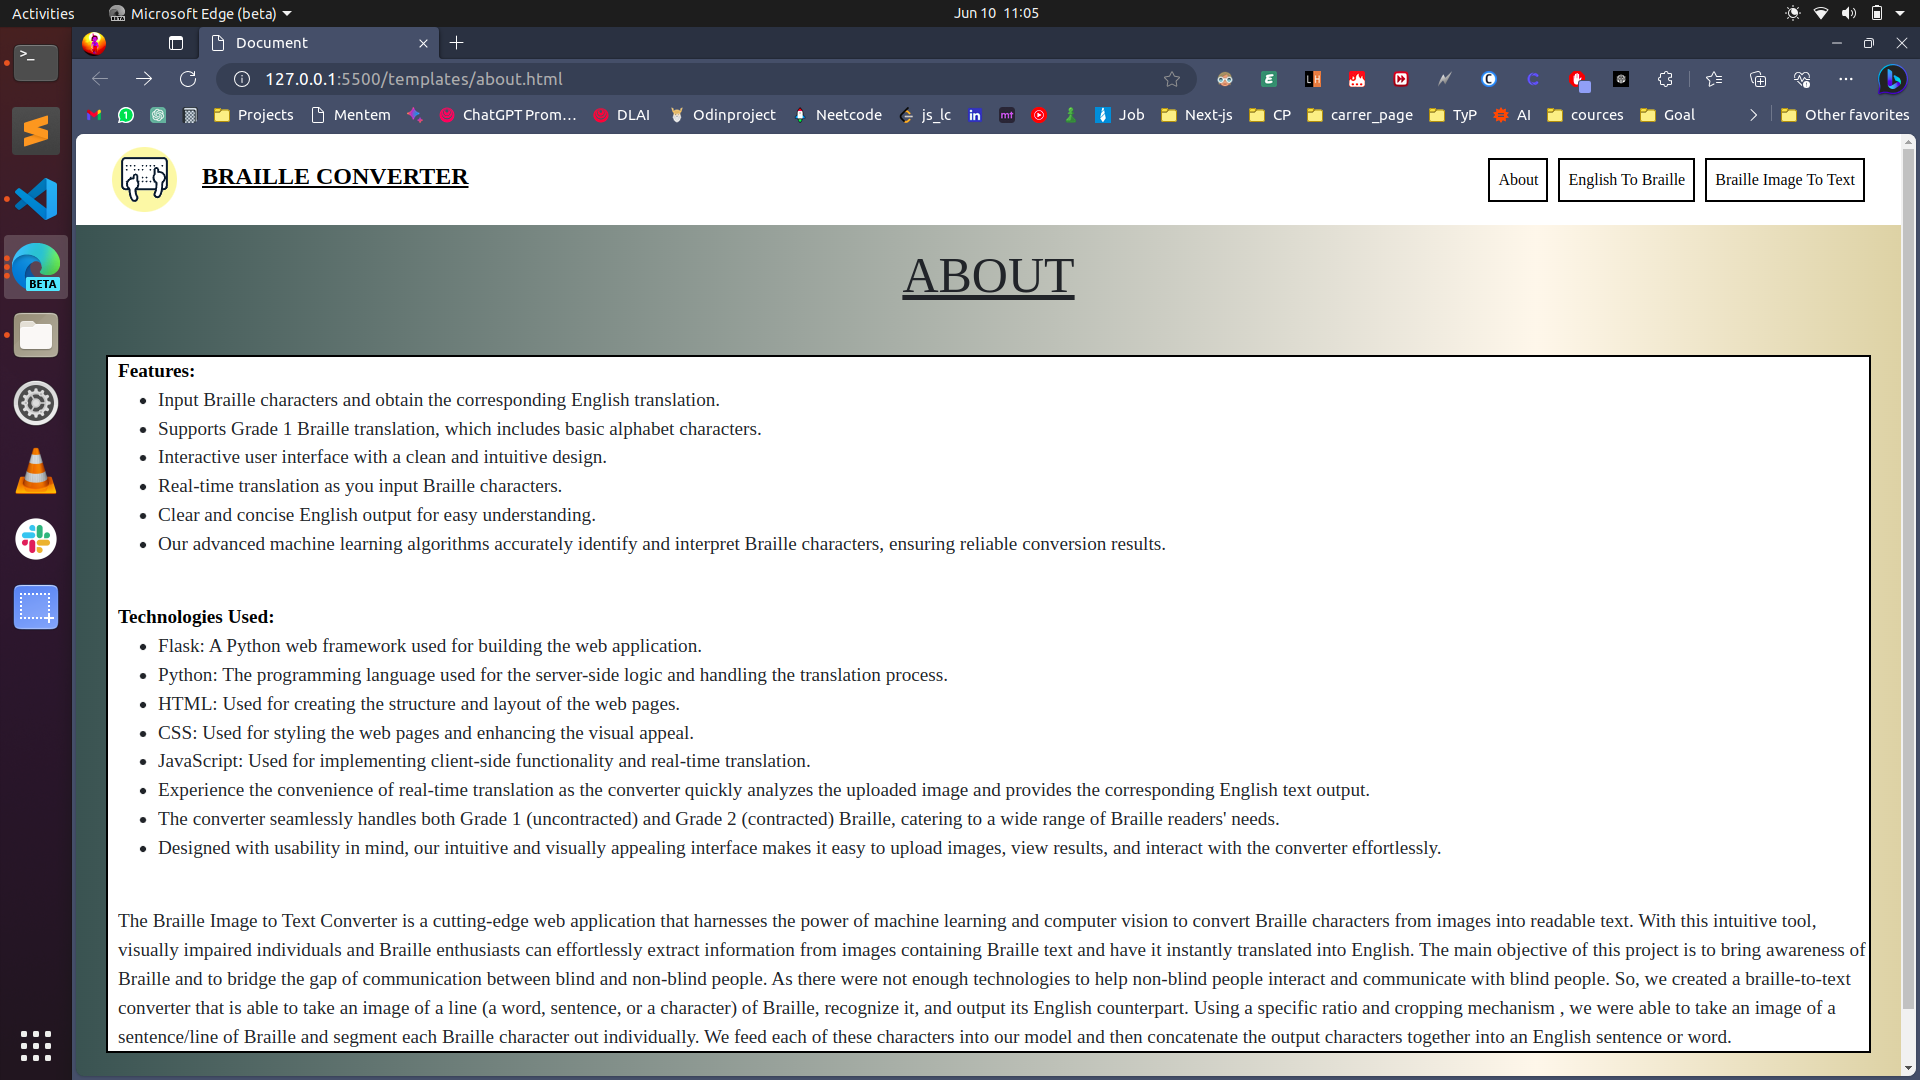 Activities
Microsoft Edge (beta)
Jun 10 11:05
Document
127.0.0.1:5500/templates/about.html
Projects
Mentem
ChatGPT Prom…
DLAI
Odinproject
Neetcode
js_lc
Job
Next-js
CP
carrer_page
TyP
AI
cources
Goal
Other favorites
BETA
BRAILLE CONVERTER
About
English To Braille
Braille Image To Text
ABOUT
Features:
• Input Braille characters and obtain the corresponding English translation.
• Supports Grade 1 Braille translation, which includes basic alphabet characters.
• Interactive user interface with a clean and intuitive design.
• Real-time translation as you input Braille characters.
• Clear and concise English output for easy understanding.
• Our advanced machine learning algorithms accurately identify and interpret Braille characters, ensuring reliable conversion results.
Technologies Used:
• Flask: A Python web framework used for building the web application.
• Python: The programming language used for the server-side logic and handling the translation process.
• HTML: Used for creating the structure and layout of the web pages.
• CSS: Used for styling the web pages and enhancing the visual appeal.
• JavaScript: Used for implementing client-side functionality and real-time translation.
• Experience the convenience of real-time translation as the converter quickly analyzes the uploaded image and provides the corresponding English text output.
• The converter seamlessly handles both Grade 1 (uncontracted) and Grade 2 (contracted) Braille, catering to a wide range of Braille readers' needs.
• Designed with usability in mind, our intuitive and visually appealing interface makes it easy to upload images, view results, and interact with the converter effortlessly.
The Braille Image to Text Converter is a cutting-edge web application that harnesses the power of machine learning and computer vision to convert Braille characters from images into readable text. With this intuitive tool,
visually impaired individuals and Braille enthusiasts can effortlessly extract information from images containing Braille text and have it instantly translated into English. The main objective of this project is to bring awareness of
Braille and to bridge the gap of communication between blind and non-blind people. As there were not enough technologies to help non-blind people interact and communicate with blind people. So, we created a braille-to-text
converter that is able to take an image of a line (a word, sentence, or a character) of Braille, recognize it, and output its English counterpart. Using a specific ratio and cropping mechanism , we were able to take an image of a
sentence/line of Braille and segment each Braille character out individually. We feed each of these characters into our model and then concatenate the output characters together into an English sentence or word.